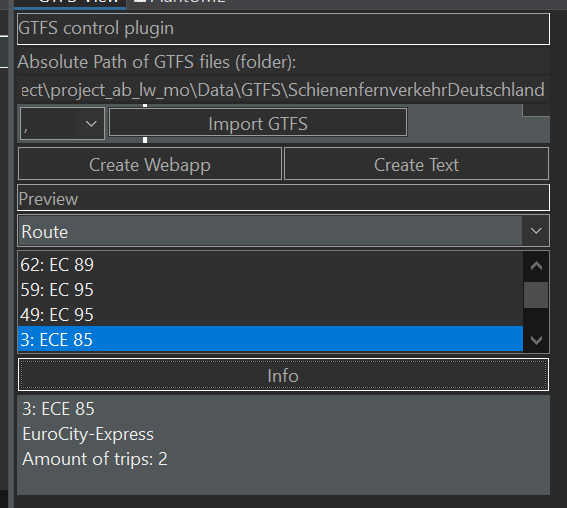 GTFS control plugin
Absolute Path of GTFS files (folder):
ect\project_ab_lw_mo\Data\GTFS\SchienenfernverkehrDeutschland
, Import GTFS
Create Webapp Create Text
Preview
Route
62: EC 89
59: EC 95
49: EC 95
3: ECE 85
Info
3: ECE 85
EuroCity-Express
Amount of trips: 2